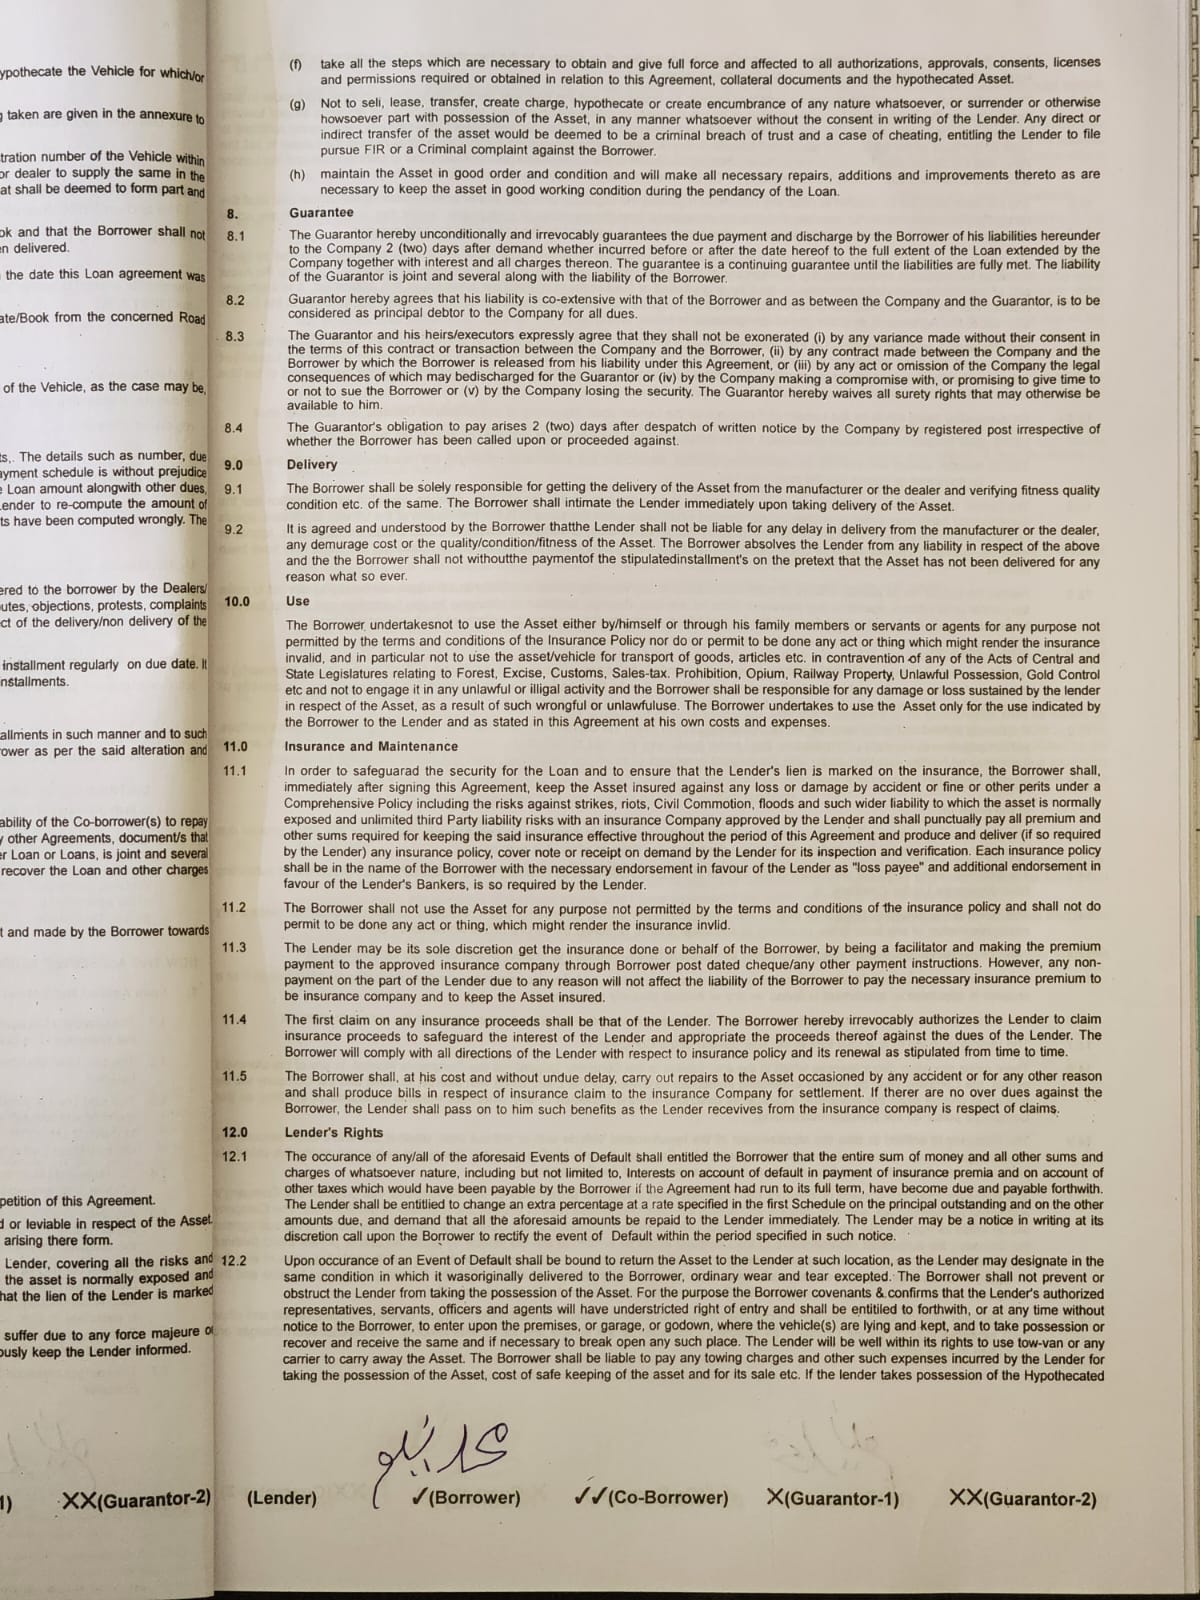 ypothecate the Vehicle for which/or
taken are given in the annexure to
tration number of the Vehicle within
or dealer to supply the same in the
at shall be deemed to form part and
ok and that the Borrower shall not
en delivered.
the date this Loan agreement was
ate/Book from the concerned Road
of the Vehicle, as the case may be,
ts,. The details such as number, due
ayment schedule is without prejudice
Loan amount alongwith other dues,
ender to re-compute the amount of
ts have been computed wrongly. The
ered to the borrower by the Dealers/
utes, objections, protests, complaints
ct of the delivery/non delivery of the
installment regularly on due date. It
nstallments.
allments in such manner and to such
ower as per the said alteration and
ability of the Co-borrower(s) to repay
y other Agreements, document/s that
er Loan or Loans, is joint and several
recover the Loan and other charges
t and made by the Borrower towards
petition of this Agreement.
d or leviable in respect of the Asset
arising there form.
Lender, covering all the risks and
the asset is normally exposed and
hat the lien of the Lender is marked
suffer due to any force majeure or
ously keep the Lender informed.
1) XX(Guarantor-2)
(f) take all the steps which are necessary to obtain and give full force and affected to all authorizations, approvals, consents, licenses
and permissions required or obtained in relation to this Agreement, collateral documents and the hypothecated Asset.
(g) Not to seli, lease, transfer, create charge, hypothecate or create encumbrance of any nature whatsoever, or surrender or otherwise
howsoever part with possession of the Asset, in any manner whatsoever without the consent in writing of the Lender. Any direct or
indirect transfer of the asset would be deemed to be a criminal breach of trust and a case of cheating, entitling the Lender to file
pursue FIR or a Criminal complaint against the Borrower.
(h) maintain the Asset in good order and condition and will make all necessary repairs, additions and improvements thereto as are
necessary to keep the asset in good working condition during the pendancy of the Loan.
8. Guarantee
8.1 The Guarantor hereby unconditionally and irrevocably guarantees the due payment and discharge by the Borrower of his liabilities hereunder
to the Company 2 (two) days after demand whether incurred before or after the date hereof to the full extent of the Loan extended by the
Company together with interest and all charges thereon. The guarantee is a continuing guarantee until the liabilities are fully met. The liability
of the Guarantor is joint and several along with the liability of the Borrower.
8.2 Guarantor hereby agrees that his liability is co-extensive with that of the Borrower and as between the Company and the Guarantor, is to be
considered as principal debtor to the Company for all dues.
8.3 The Guarantor and his heirs/executors expressly agree that they shall not be exonerated (i) by any variance made without their consent in
the terms of this contract or transaction between the Company and the Borrower, (ii) by any contract made between the Company and the
Borrower by which the Borrower is released from his liability under this Agreement, or (iii) by any act or omission of the Company the legal
consequences of which may bedischarged for the Guarantor or (iv) by the Company making a compromise with, or promising to give time to
or not to sue the Borrower or (v) by the Company losing the security. The Guarantor hereby waives all surety rights that may otherwise be
available to him.
8.4 The Guarantor's obligation to pay arises 2 (two) days after despatch of written notice by the Company by registered post irrespective of
whether the Borrower has been called upon or proceeded against.
9.0 Delivery
9.1 The Borrower shall be solely responsible for getting the delivery of the Asset from the manufacturer or the dealer and verifying fitness quality
condition etc. of the same. The Borrower shall intimate the Lender immediately upon taking delivery of the Asset.
9.2 It is agreed and understood by the Borrower thatthe Lender shall not be liable for any delay in delivery from the manufacturer or the dealer,
any demurage cost or the quality/condition/fitness of the Asset. The Borrower absolves the Lender from any liability in respect of the above
and the the Borrower shall not withoutthe paymentof the stipulatedinstallment's on the pretext that the Asset has not been delivered for any
reason what so ever.
10.0 Use
The Borrower undertakesnot to use the Asset either by/himself or through his family members or servants or agents for any purpose not
permitted by the terms and conditions of the Insurance Policy nor do or permit to be done any act or thing which might render the insurance
invalid, and in particular not to use the asset/vehicle for transport of goods, articles etc. in contravention of any of the Acts of Central and
State Legislatures relating to Forest, Excise, Customs, Sales-tax. Prohibition, Opium, Railway Property, Unlawful Possession, Gold Control
etc and not to engage it in any unlawful or illigal activity and the Borrower shall be responsible for any damage or loss sustained by the lender
in respect of the Asset, as a result of such wrongful or unlawfuluse. The Borrower undertakes to use the Asset only for the use indicated by
the Borrower to the Lender and as stated in this Agreement at his own costs and expenses.
11.0 Insurance and Maintenance
11.1 In order to safeguarad the security for the Loan and to ensure that the Lender's lien is marked on the insurance, the Borrower shall,
immediately after signing this Agreement, keep the Asset insured against any loss or damage by accident or fine or other perits under a
Comprehensive Policy including the risks against strikes, riots, Civil Commotion, floods and such wider liability to which the asset is normally
exposed and unlimited third Party liability risks with an insurance Company approved by the Lender and shall punctually pay all premium and
other sums required for keeping the said insurance effective throughout the period of this Agreement and produce and deliver (if so required
by the Lender) any insurance policy, cover note or receipt on demand by the Lender for its inspection and verification. Each insurance policy
shall be in the name of the Borrower with the necessary endorsement in favour of the Lender as "loss payee" and additional endorsement in
favour of the Lender's Bankers, is so required by the Lender.
11.2 The Borrower shall not use the Asset for any purpose not permitted by the terms and conditions of the insurance policy and shall not do
permit to be done any act or thing, which might render the insurance invlid.
11.3 The Lender may be its sole discretion get the insurance done or behalf of the Borrower, by being a facilitator and making the premium
payment to the approved insurance company through Borrower post dated cheque/any other payment instructions. However, any non-
payment on the part of the Lender due to any reason will not affect the liability of the Borrower to pay the necessary insurance premium to
be insurance company and to keep the Asset insured.
11.4 The first claim on any insurance proceeds shall be that of the Lender. The Borrower hereby irrevocably authorizes the Lender to claim
insurance proceeds to safeguard the interest of the Lender and appropriate the proceeds thereof against the dues of the Lender. The
Borrower will comply with all directions of the Lender with respect to insurance policy and its renewal as stipulated from time to time.
11.5 The Borrower shall, at his cost and without undue delay, carry out repairs to the Asset occasioned by any accident or for any other reason
and shall produce bills in respect of insurance claim to the insurance Company for settlement. If therer are no over dues against the
Borrower, the Lender shall pass on to him such benefits as the Lender recevives from the insurance company is respect of claims.
12.0 Lender's Rights
12.1 The occurance of any/all of the aforesaid Events of Default shall entitled the Borrower that the entire sum of money and all other sums and
charges of whatsoever nature, including but not limited to, Interests on account of default in payment of insurance premia and on account of
other taxes which would have been payable by the Borrower if the Agreement had run to its full term, have become due and payable forthwith.
The Lender shall be entitlied to change an extra percentage at a rate specified in the first Schedule on the principal outstanding and on the other
amounts due, and demand that all the aforesaid amounts be repaid to the Lender immediately. The Lender may be a notice in writing at its
discretion call upon the Borrower to rectify the event of Default within the period specified in such notice.
12.2 Upon occurance of an Event of Default shall be bound to return the Asset to the Lender at such location, as the Lender may designate in the
same condition in which it wasoriginally delivered to the Borrower, ordinary wear and tear excepted. The Borrower shall not prevent or
obstruct the Lender from taking the possession of the Asset. For the purpose the Borrower covenants & confirms that the Lender's authorized
representatives, servants, officers and agents will have understricted right of entry and shall be entitiled to forthwith, or at any time without
notice to the Borrower, to enter upon the premises, or garage, or godown, where the vehicle(s) are lying and kept, and to take possession or
recover and receive the same and if necessary to break open any such place. The Lender will be well within its rights to use tow-van or any
carrier to carry away the Asset. The Borrower shall be liable to pay any towing charges and other such expenses incurred by the Lender for
taking the possession of the Asset, cost of safe keeping of the asset and for its sale etc. If the lender takes possession of the Hypothecated
(Lender) ✓(Borrower) ✓✓(Co-Borrower) X(Guarantor-1) XX(Guarantor-2)